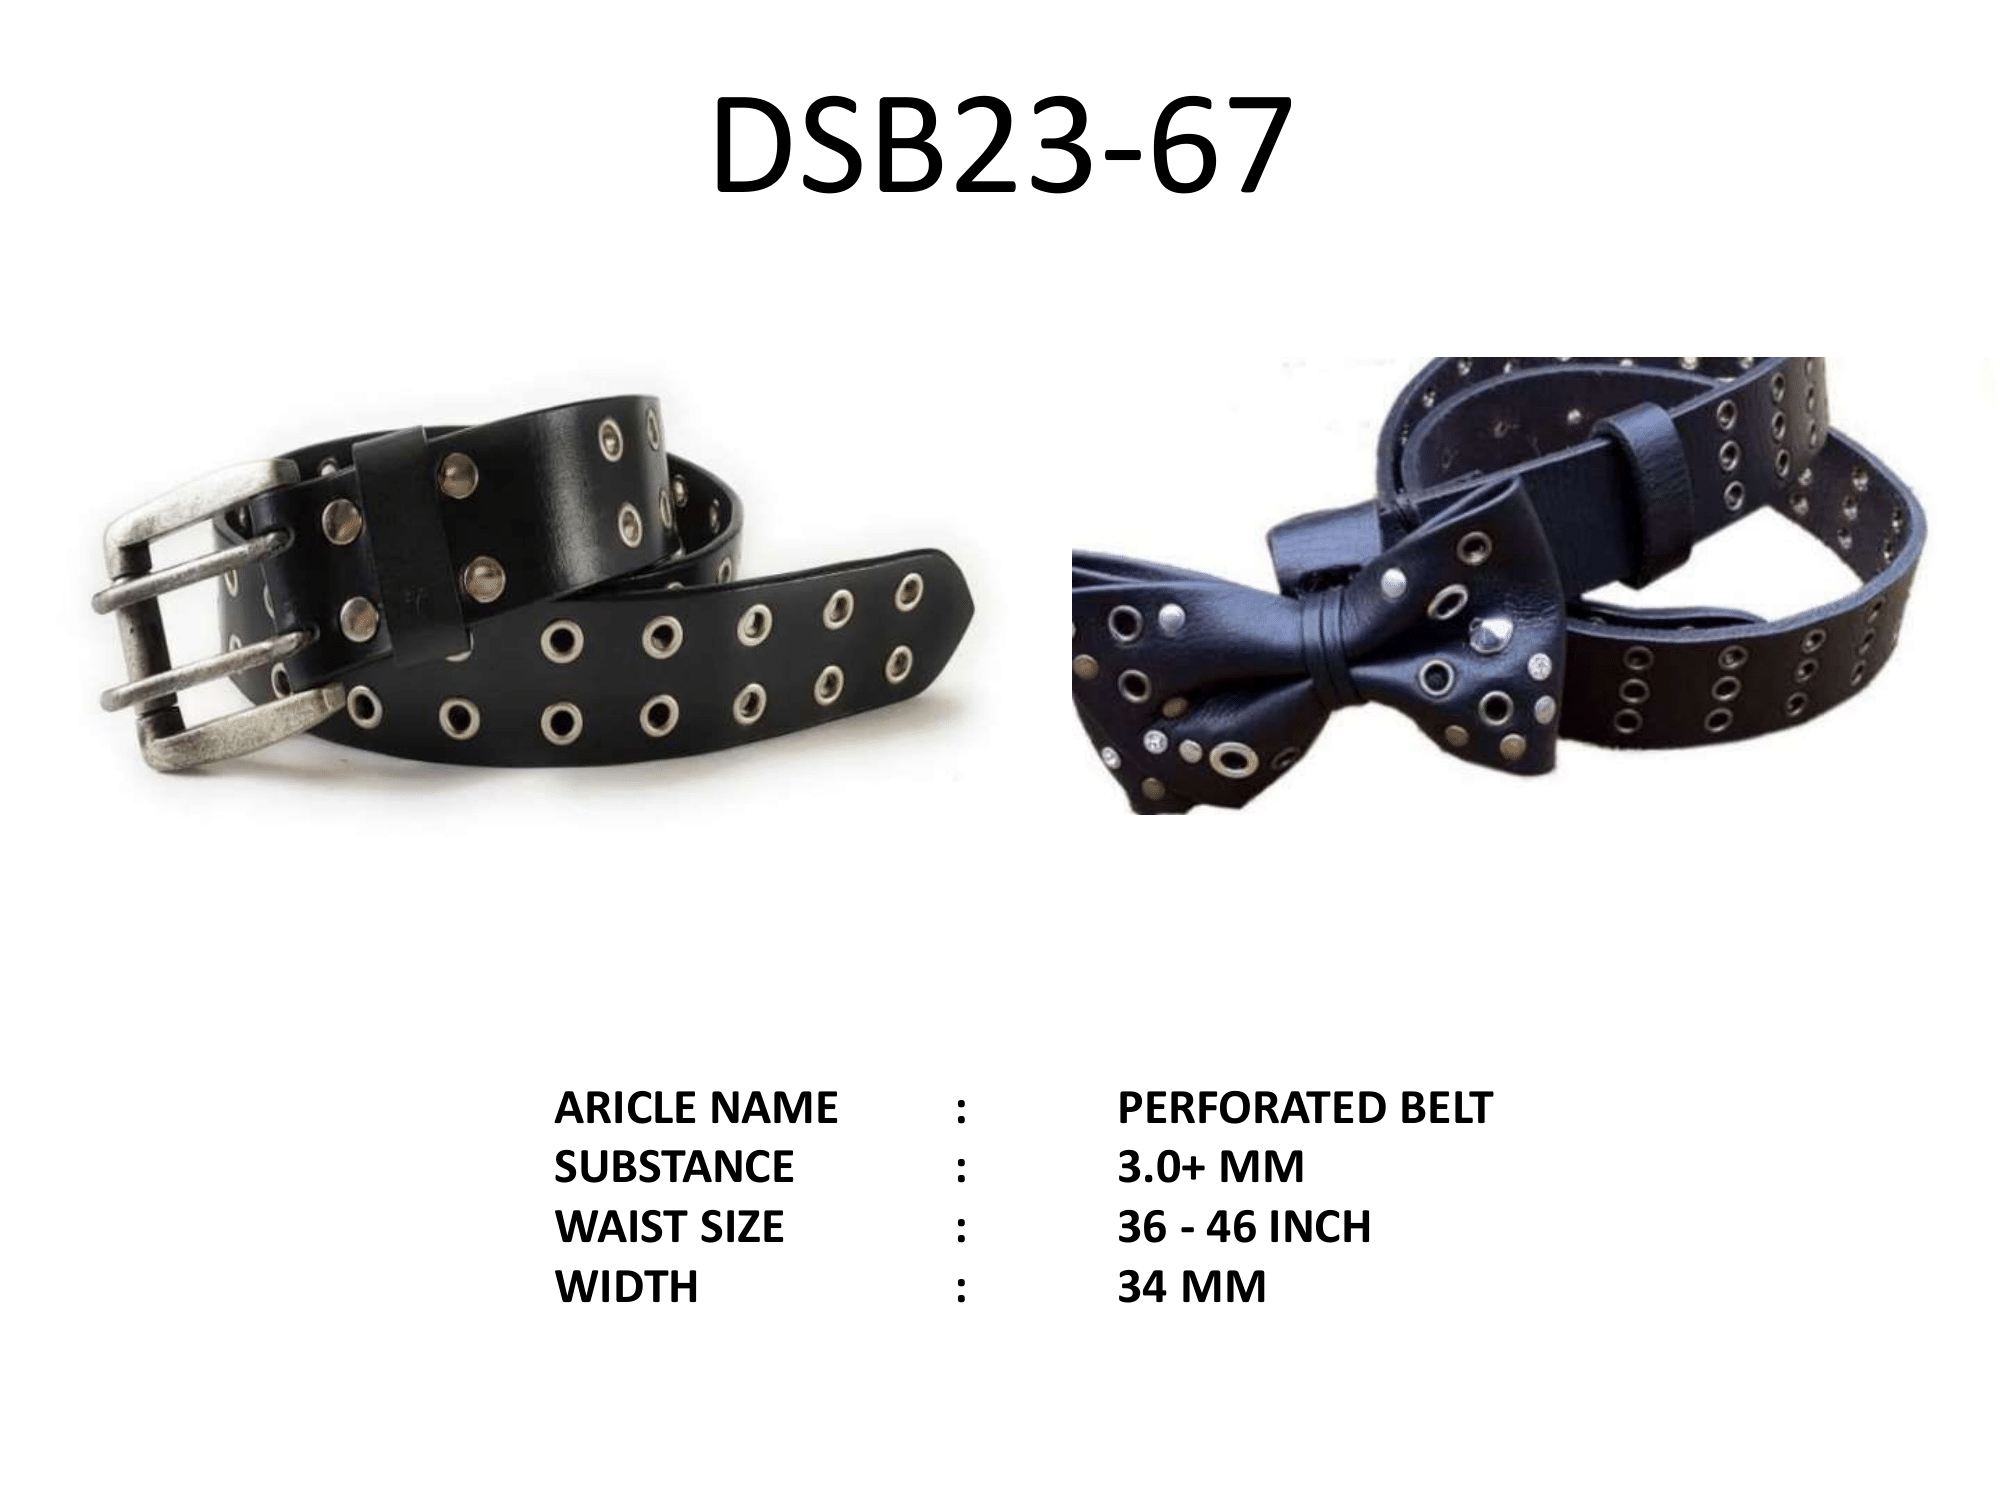 DSB23-67
ARICLE NAME : PERFORATED BELT
SUBSTANCE : 3.0+ MM
WAIST SIZE : 36 - 46 INCH
WIDTH : 34 MM